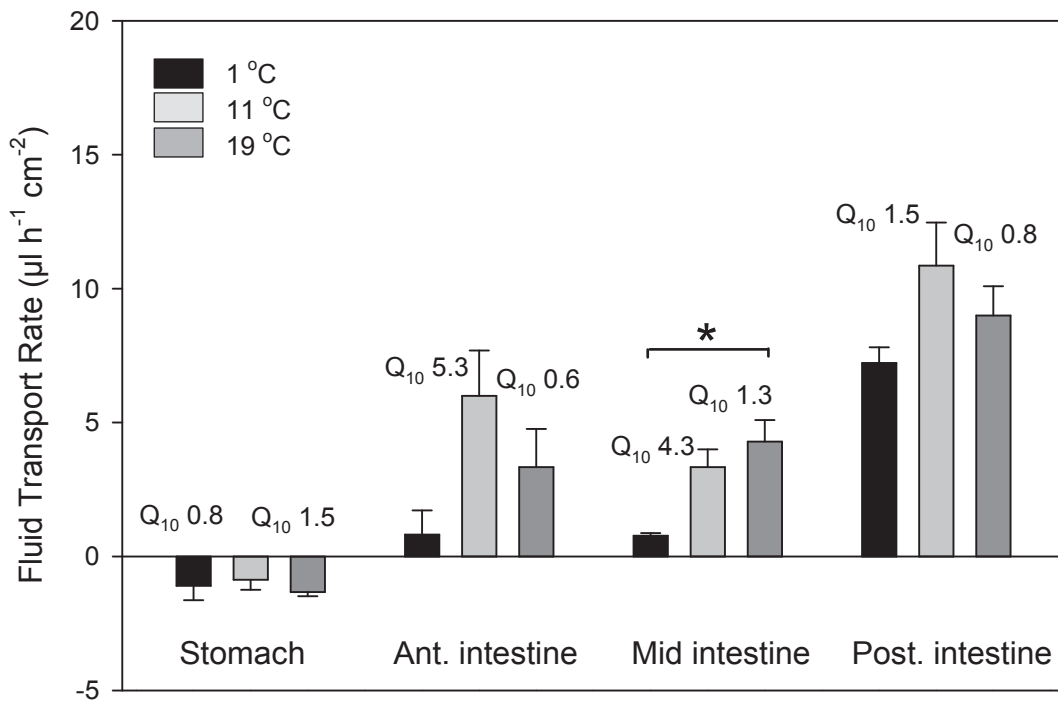 Fluid Transport Rate (µl h⁻¹ cm⁻²)
20
15
10
5
0
-5
1 °C
11 °C
19 °C
Q₁₀ 0.8
Q₁₀ 1.5
Q₁₀ 5.3
Q₁₀ 0.6
Q₁₀ 4.3
Q₁₀ 1.3
*
Q₁₀ 1.5
Q₁₀ 0.8
Stomach
Ant. intestine
Mid intestine
Post. intestine